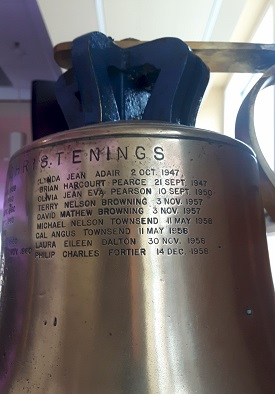 CHRISTENINGS
LYNDA JEAN ADAIR 2 OCT. 1947
BRIAN HARCOURT PEARCE 21 SEPT. 1947
OLIVIA JEAN EVA PEARSON 10 SEPT. 1950
TERRY NELSON BROWNING 3 NOV. 1957
DAVID MATHEW BROWNING 3 NOV. 1957
MICHAEL NELSON TOWNSEND 11 MAY 1958
CAL ANGUS TOWNSEND 11 MAY 1958
LAURA EILEEN DALTON 30 NOV. 1958
PHILIP CHARLES FORTIER 14 DEC. 1958